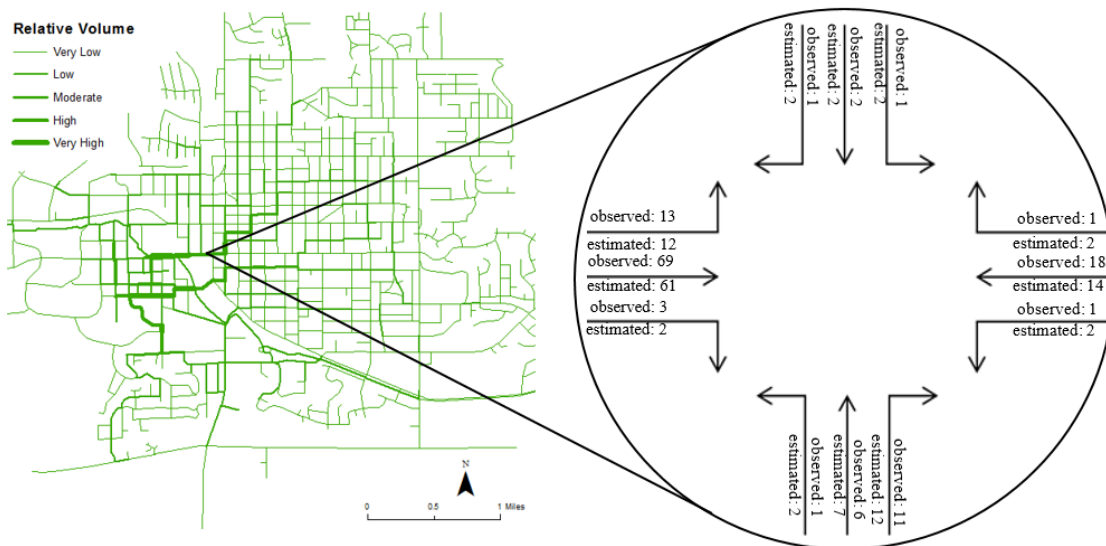 Relative Volume
Very Low
Low
Moderate
High
Very High
N
0 0.5 1 Miles
estimated: 2
observed: 1
estimated: 2
observed: 2
estimated: 2
observed: 1
observed: 13
estimated: 12
observed: 69
estimated: 61
observed: 3
estimated: 2
observed: 1
estimated: 2
observed: 18
estimated: 14
observed: 1
estimated: 2
estimated: 2
observed: 1
estimated: 7
observed: 6
estimated: 12
observed: 11